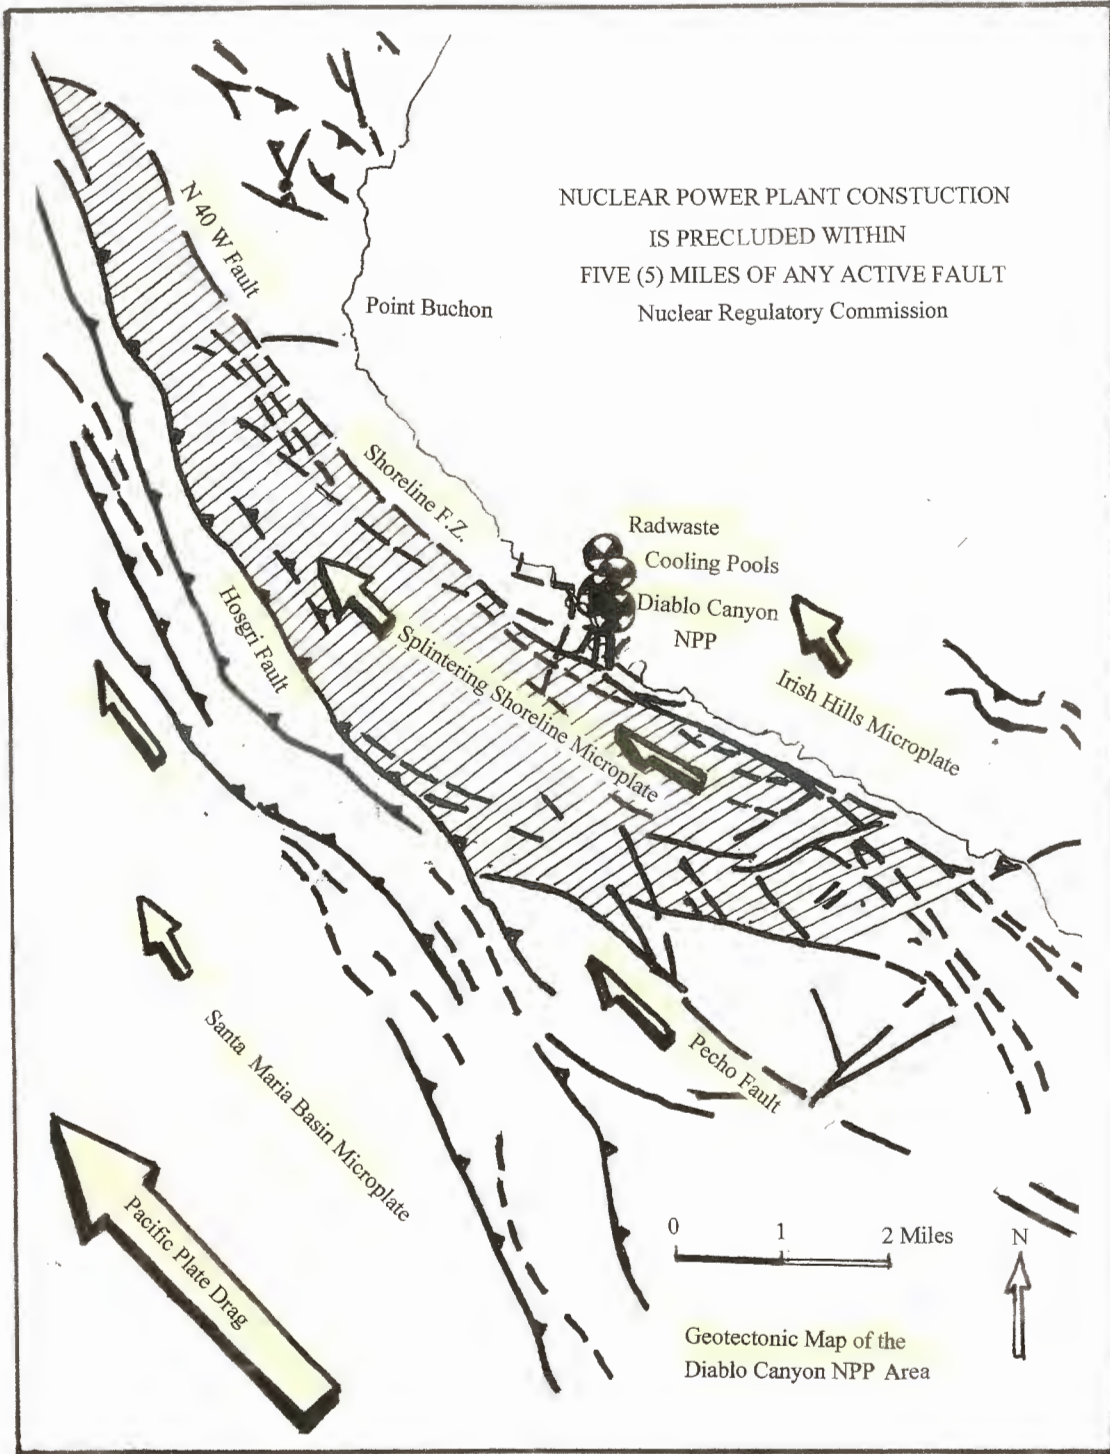 NUCLEAR POWER PLANT CONSTUCTION
IS PRECLUDED WITHIN
FIVE (5) MILES OF ANY ACTIVE FAULT
Nuclear Regulatory Commission
N 40 W Fault
Point Buchon
Shoreline F.Z.
Radwaste
Cooling Pools
Diablo Canyon
NPP
Hosgri Fault
Splintering Shoreline Microplate
Irish Hills Microplate
Santa Maria Basin Microplate
Pecho Fault
Pacific Plate Drag
0 1 2 Miles
N
Geotectonic Map of the
Diablo Canyon NPP Area